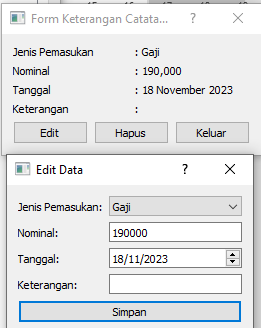 Form Keterangan Catata...
Jenis Pemasukan : Gaji
Nominal : 190,000
Tanggal : 18 November 2023
Keterangan :
Edit Hapus Keluar
Edit Data
Jenis Pemasukan: Gaji
Nominal: 190000
Tanggal: 18/11/2023
Keterangan:
Simpan